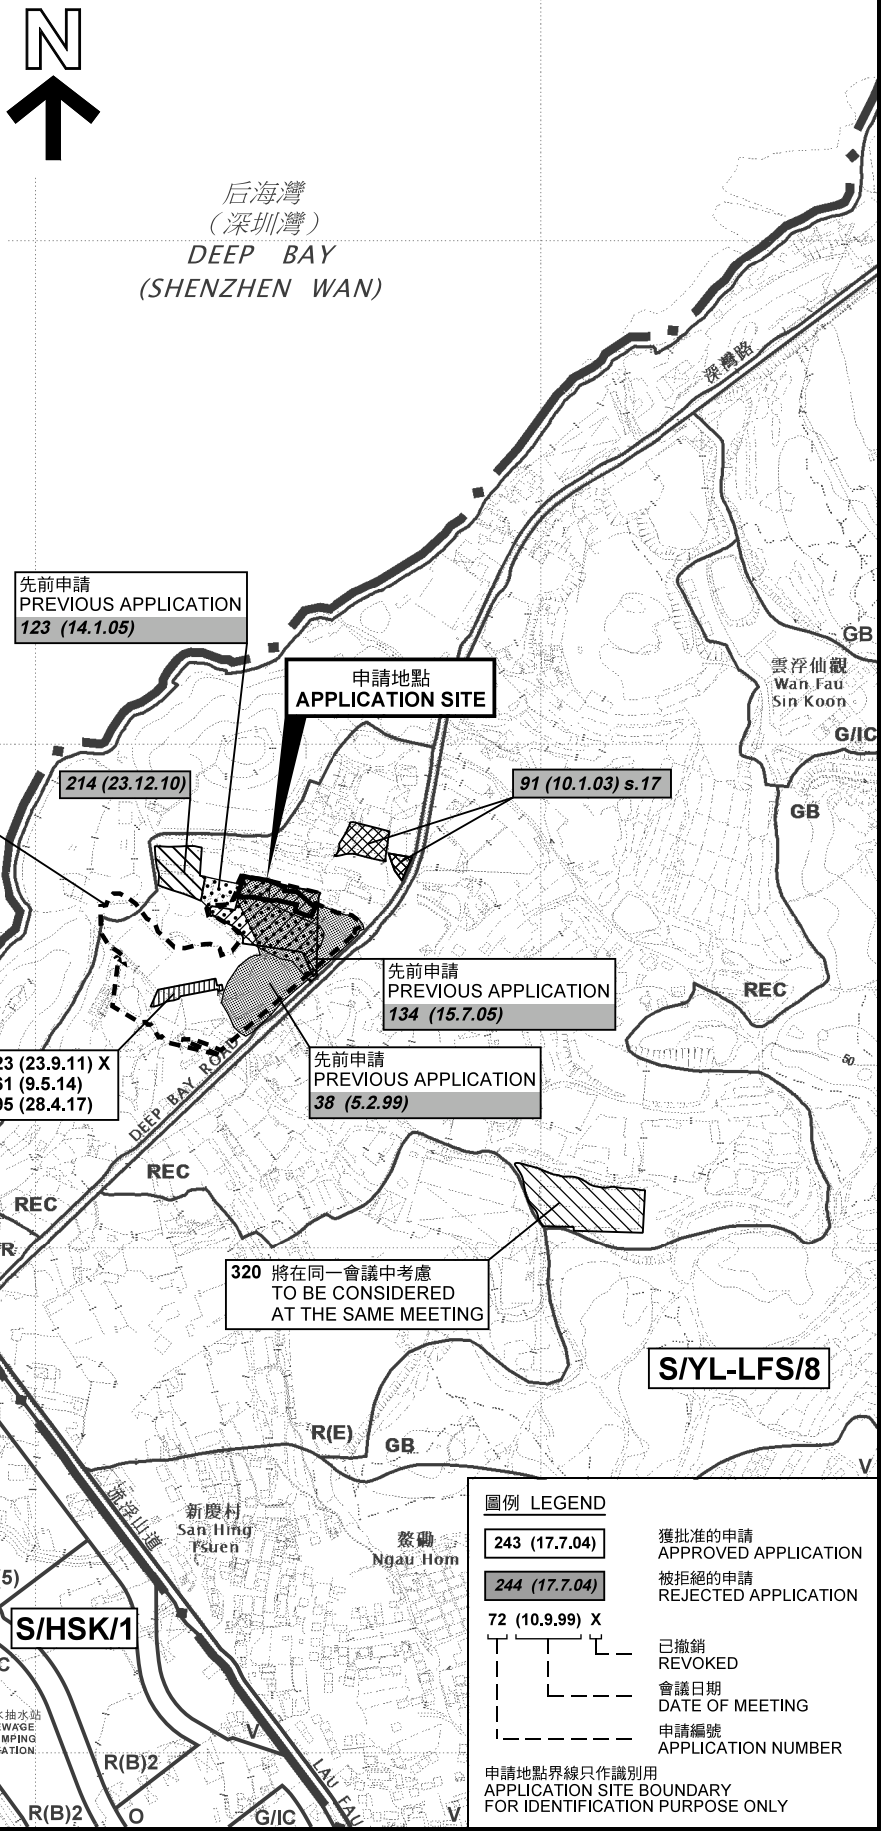 N
后海灣
（深圳灣）
DEEP BAY
(SHENZHEN WAN)
深灣路
先前申請
PREVIOUS APPLICATION
123 (14.1.05)
GB
雲浮仙觀
Wan Fau
Sin Koon
申請地點
APPLICATION SITE
G/IC
214 (23.12.10)
91 (10.1.03) s.17
GB
先前申請
PREVIOUS APPLICATION
134 (15.7.05)
REC
先前申請
PREVIOUS APPLICATION
38 (5.2.99)
23 (23.9.11) X
61 (9.5.14)
95 (28.4.17)
50
DEEP BAY ROAD
REC
REC
R
320 將在同一會議中考慮
TO BE CONSIDERED
AT THE SAME MEETING
S/YL-LFS/8
R(E)
GB
V
流浮山道
新慶村
San Hing
Tsuen
Ngau Hom
5)
S/HSK/1
C
抽水站
EWAGE
MPING
ATION
V
R(B)2
LAU FAU
R(B)2
O
G/IC
V
圖例 LEGEND
243 (17.7.04)
獲批准的申請
APPROVED APPLICATION
244 (17.7.04)
被拒絕的申請
REJECTED APPLICATION
72 (10.9.99) X
已撤銷
REVOKED
會議日期
DATE OF MEETING
申請編號
APPLICATION NUMBER
申請地點界線只作識別用
APPLICATION SITE BOUNDARY
FOR IDENTIFICATION PURPOSE ONLY